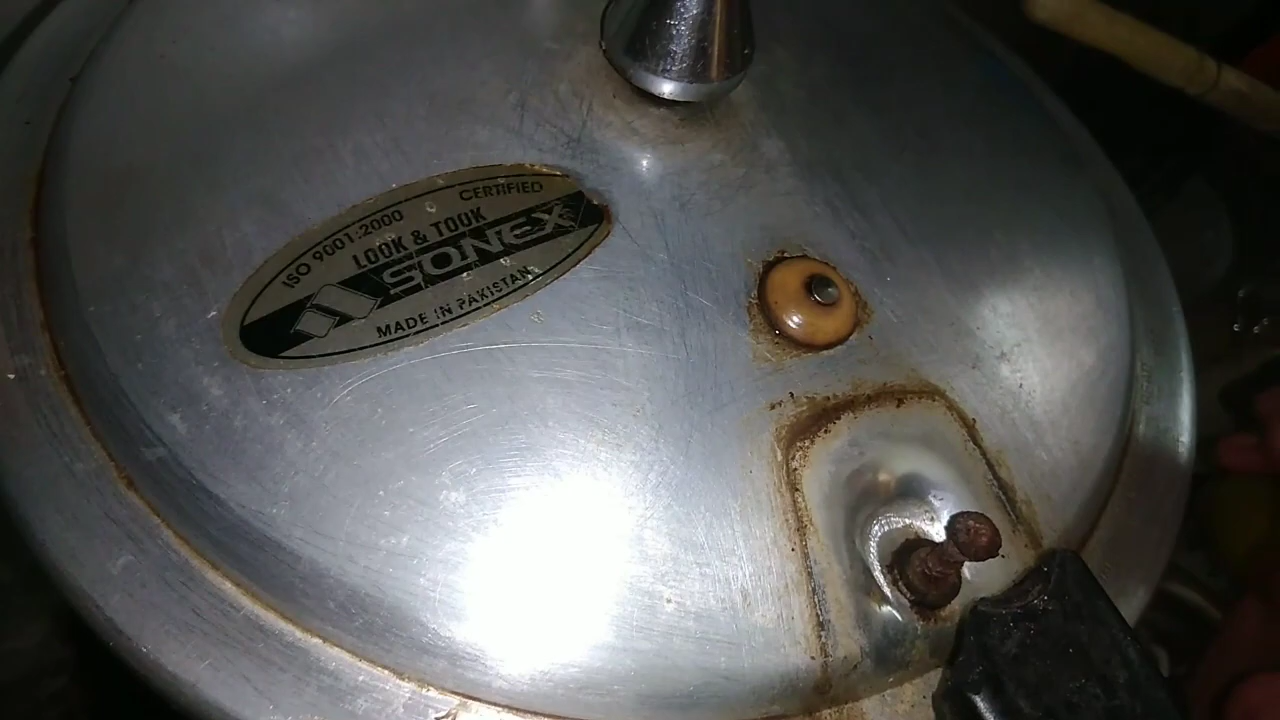 ISO 9001:2000 CERTIFIED
LOOK & TOOK
SONEX
MADE IN PAKISTAN